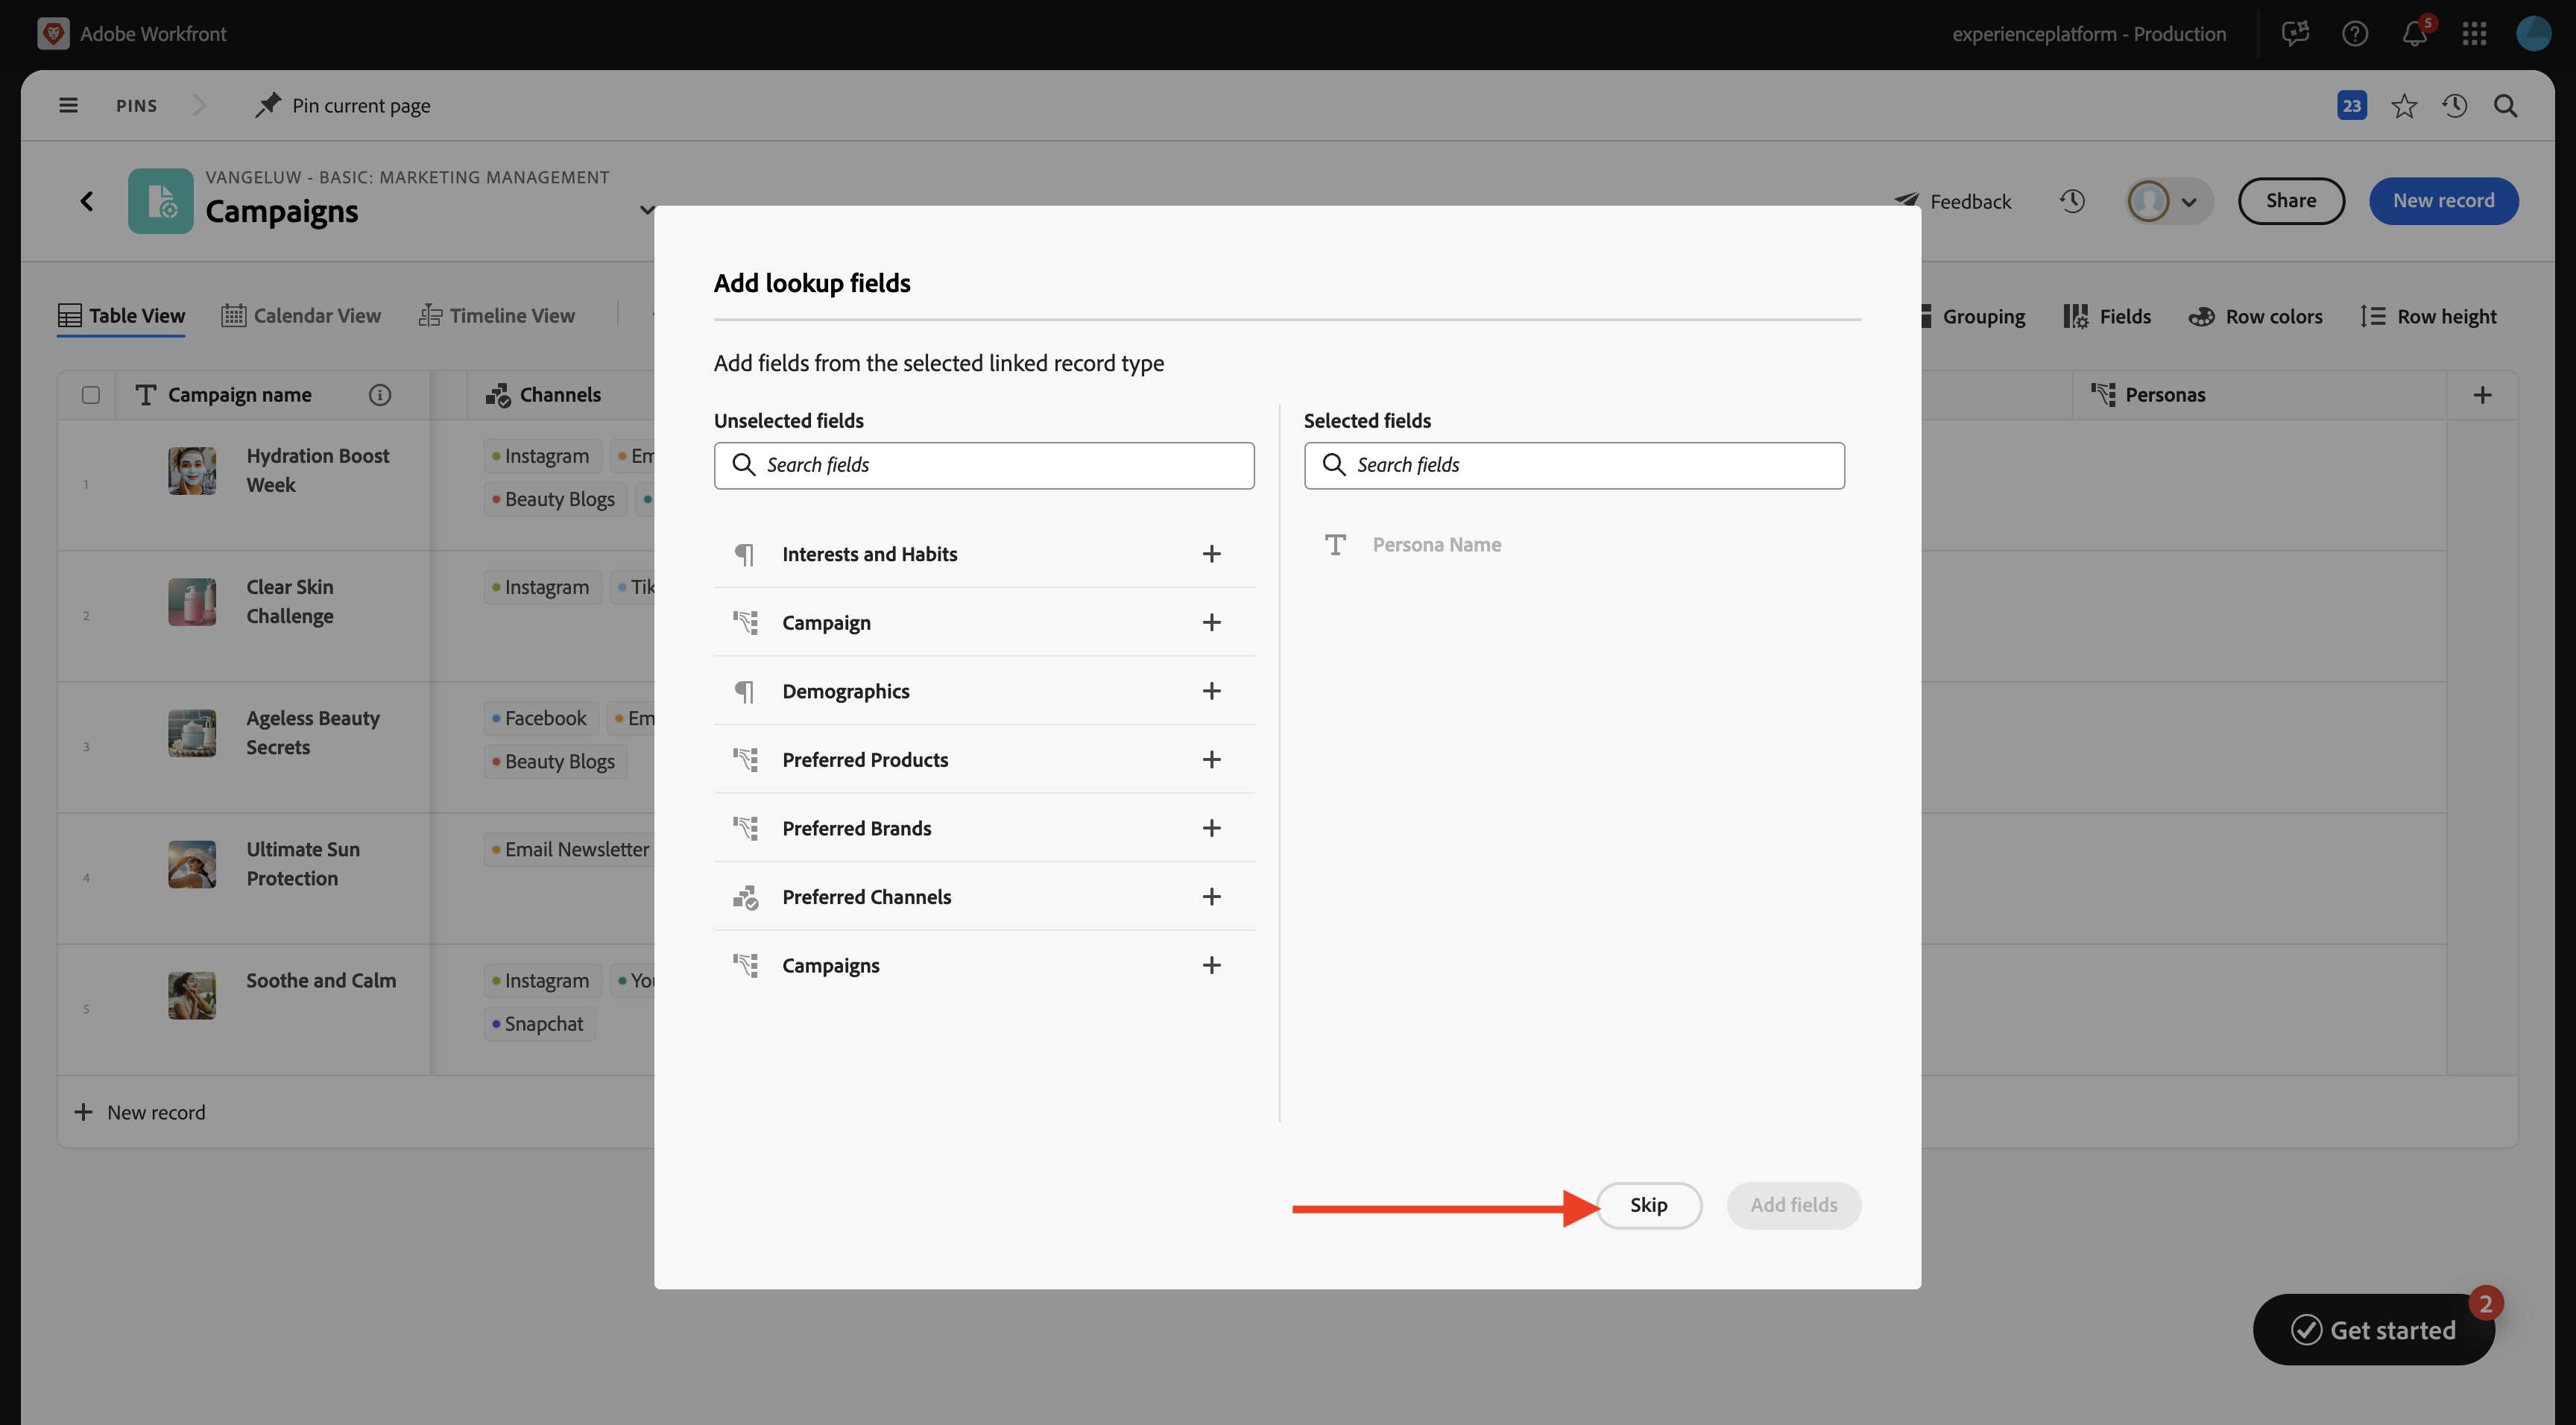 Adobe Workfront
experienceplatform - Production
5
PINS
Pin current page
23
VANGELUW - BASIC: MARKETING MANAGEMENT
Campaigns
Feedback
Share
New record
Table View
Calendar View
Timeline View
Grouping
Fields
Row colors
Row height
Campaign name
Channels
Personas
1
Hydration Boost
Week
Instagram
Em
Beauty Blogs
2
Clear Skin
Challenge
Instagram
Tik
3
Ageless Beauty
Secrets
Facebook
Em
Beauty Blogs
4
Ultimate Sun
Protection
Email Newsletter
5
Soothe and Calm
Instagram
You
Snapchat
New record
Add lookup fields
Add fields from the selected linked record type
Unselected fields
Search fields
Interests and Habits
Campaign
Demographics
Preferred Products
Preferred Brands
Preferred Channels
Campaigns
Selected fields
Search fields
Persona Name
Skip
Add fields
Get started
2